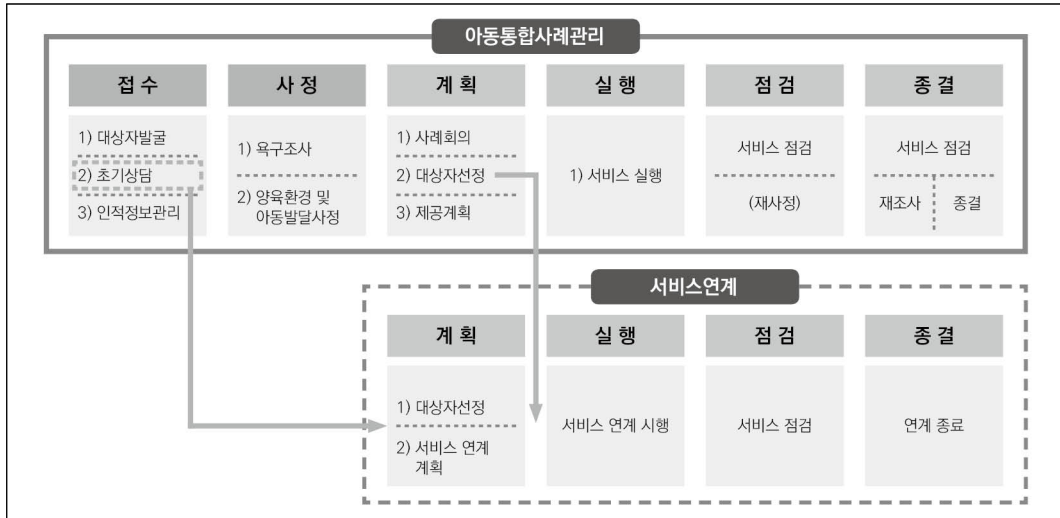 아동통합사례관리
접 수
1) 대상자발굴
2) 초기상담
3) 인적정보관리
사 정
1) 욕구조사
2) 양육환경 및
아동발달사정
계 획
1) 사례회의
2) 대상자선정
3) 제공계획
실 행
1) 서비스 실행
점 검
서비스 점검
(재사정)
종 결
서비스 점검
재조사
종결
서비스연계
계 획
1) 대상자선정
2) 서비스 연계
계획
실 행
서비스 연계 시행
점 검
서비스 점검
종 결
연계 종료